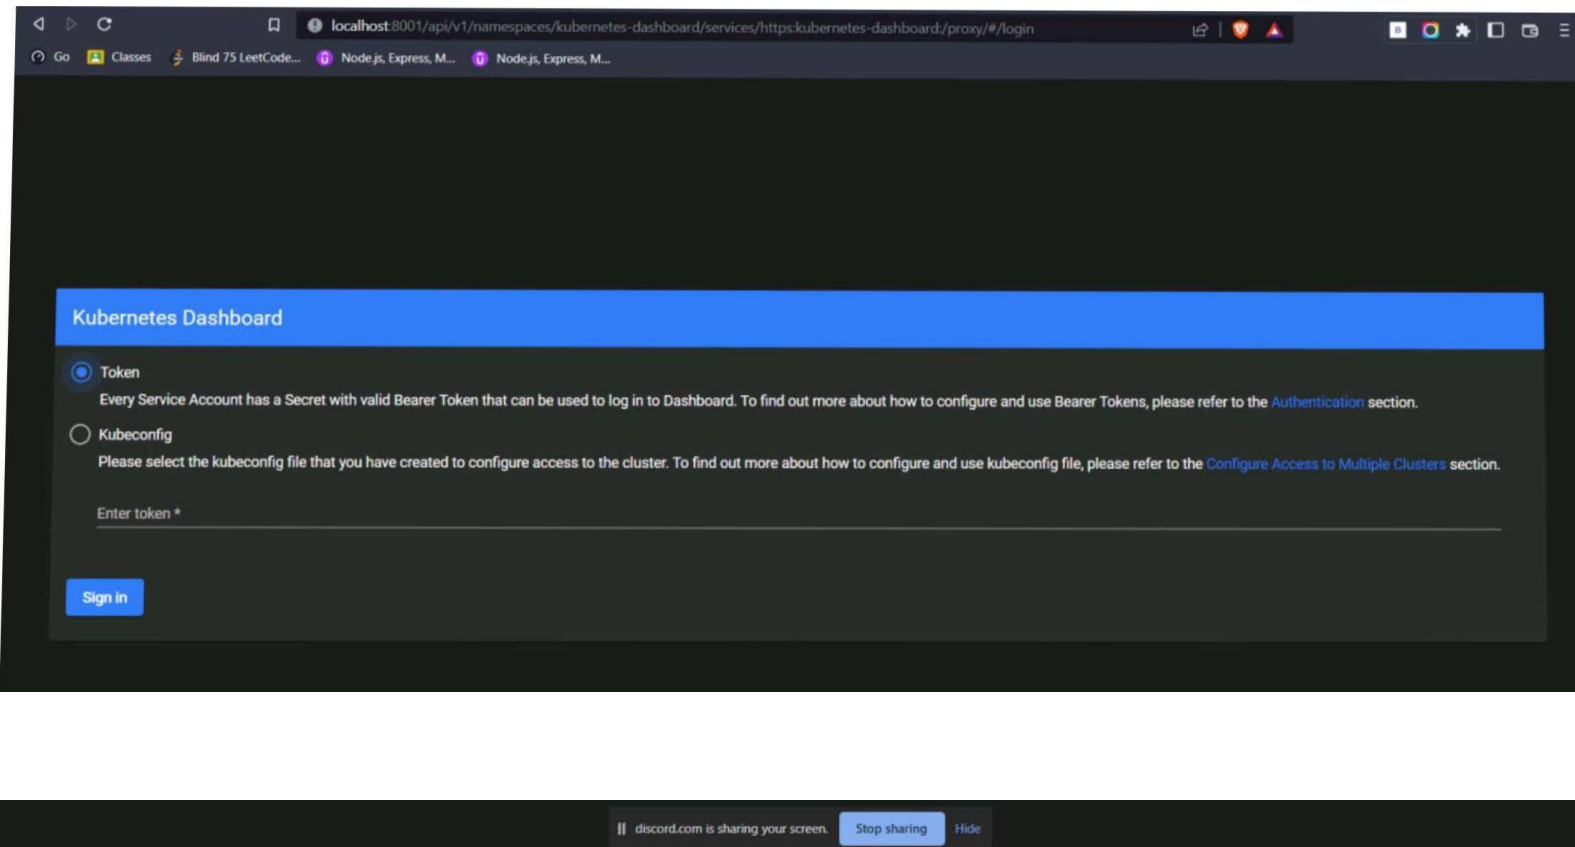 localhost:8001/api/v1/namespaces/kubernetes-dashboard/services/https:kubernetes-dashboard:/proxy/#/login
Go Classes Blind 75 LeetCode... Node.js, Express, M... Node.js, Express, M...
Kubernetes Dashboard
Token
Every Service Account has a Secret with valid Bearer Token that can be used to log in to Dashboard. To find out more about how to configure and use Bearer Tokens, please refer to the Authentication section.
Kubeconfig
Please select the kubeconfig file that you have created to configure access to the cluster. To find out more about how to configure and use kubeconfig file, please refer to the Configure Access to Multiple Clusters section.
Enter token *
Sign in
discord.com is sharing your screen. Stop sharing Hide